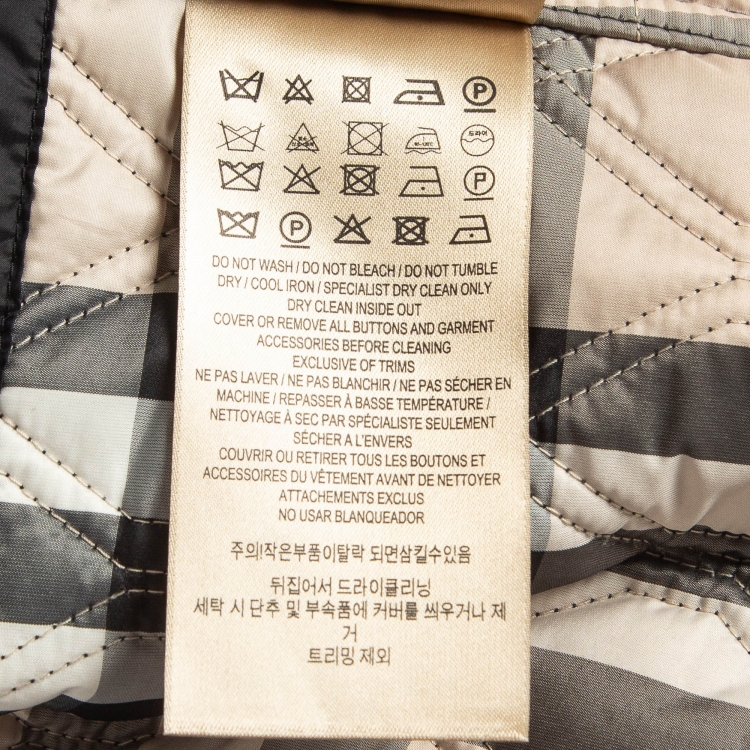 P
드라이
P
P
DO NOT WASH / DO NOT BLEACH / DO NOT TUMBLE
DRY / COOL IRON / SPECIALIST DRY CLEAN ONLY
DRY CLEAN INSIDE OUT
COVER OR REMOVE ALL BUTTONS AND GARMENT
ACCESSORIES BEFORE CLEANING
EXCLUSIVE OF TRIMS
NE PAS LAVER / NE PAS BLANCHIR / NE PAS SÉCHER EN
MACHINE / REPASSER À BASSE TEMPÉRATURE /
NETTOYAGE À SEC PAR SPÉCIALISTE SEULEMENT
SÉCHER A L'ENVERS
COUVRIR OU RETIRER TOUS LES BOUTONS ET
ACCESSOIRES DU VÊTEMENT AVANT DE NETTOYER
ATTACHEMENTS EXCLUS
NO USAR BLANQUEADOR
주의!작은부품이탈락 되면삼킬수있음
뒤집어서 드라이클리닝
세탁 시 단추 및 부속품에 커버를 씌우거나 제
거
트리밍 제외